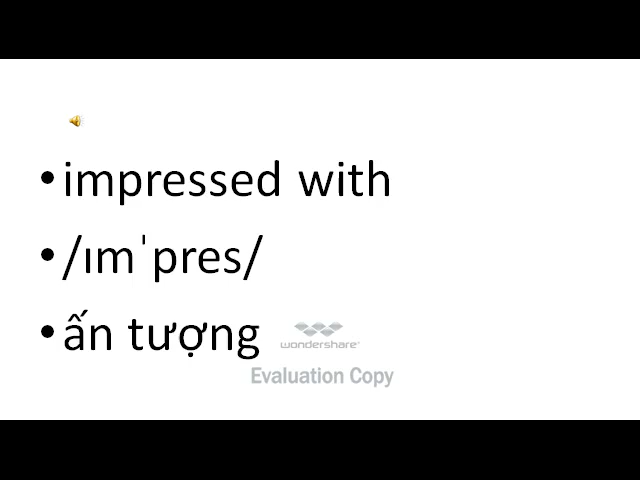 • impressed with
• /ɪmˈpres/
• ấn tượng
wondershare
Evaluation Copy